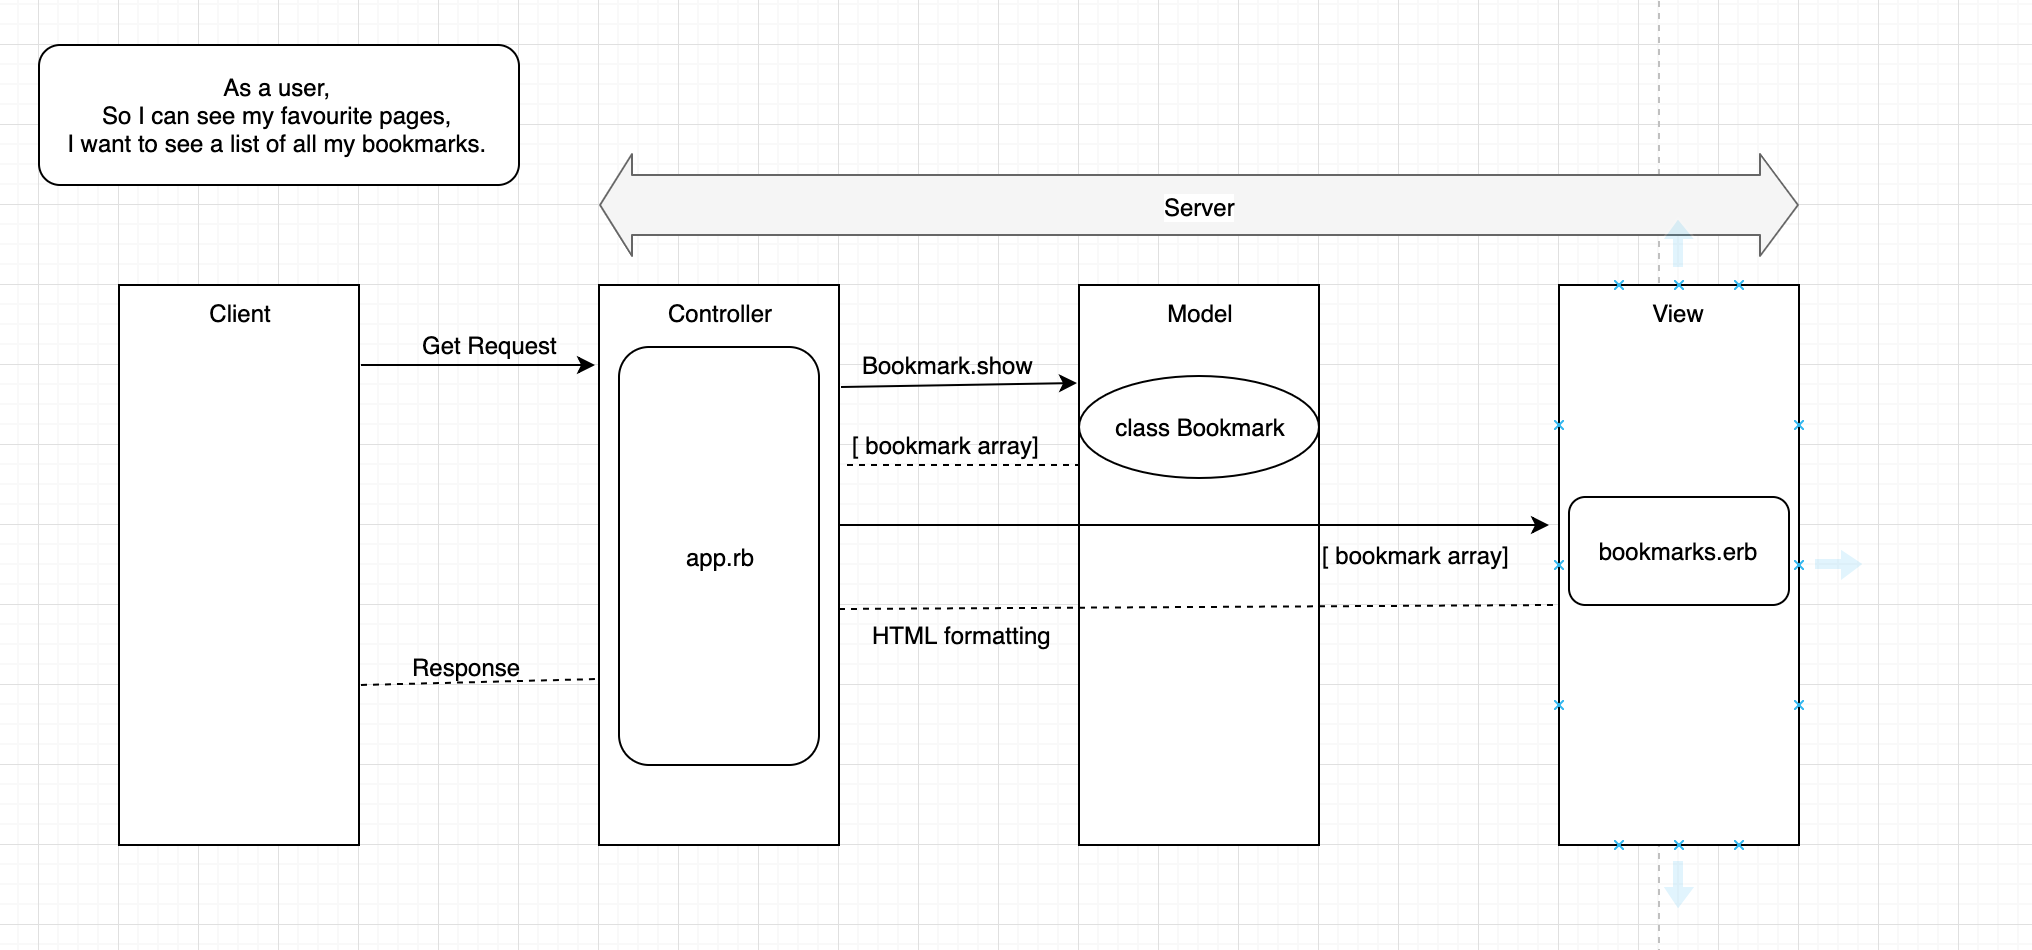 As a user,
So I can see my favourite pages,
I want to see a list of all my bookmarks.
Server
Client
Controller
Model
View
Get Request
Bookmark.show
class Bookmark
[ bookmark array]
app.rb
[ bookmark array]
bookmarks.erb
HTML formatting
Response